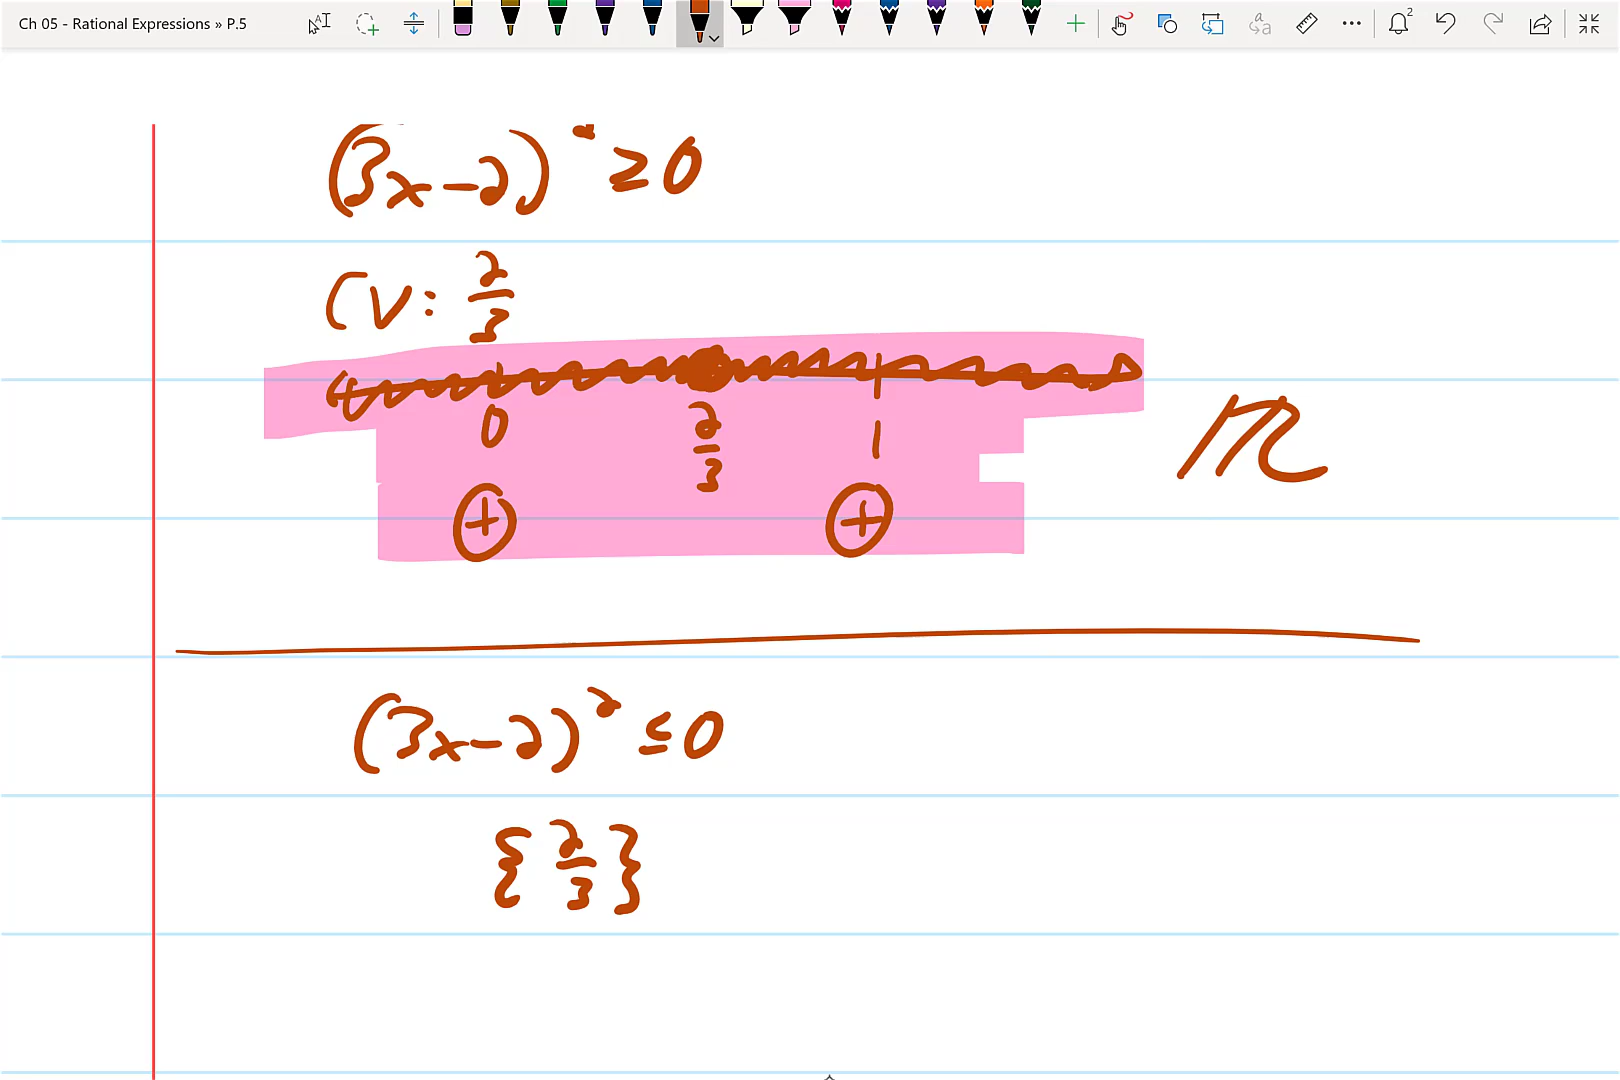 Ch 05 - Rational Expressions » P.5
2
(3x-2)² ≥ 0
CV: 2/3
0 2/3 1
ℝ
+ +
(3x-2)² ≤ 0
{2/3}